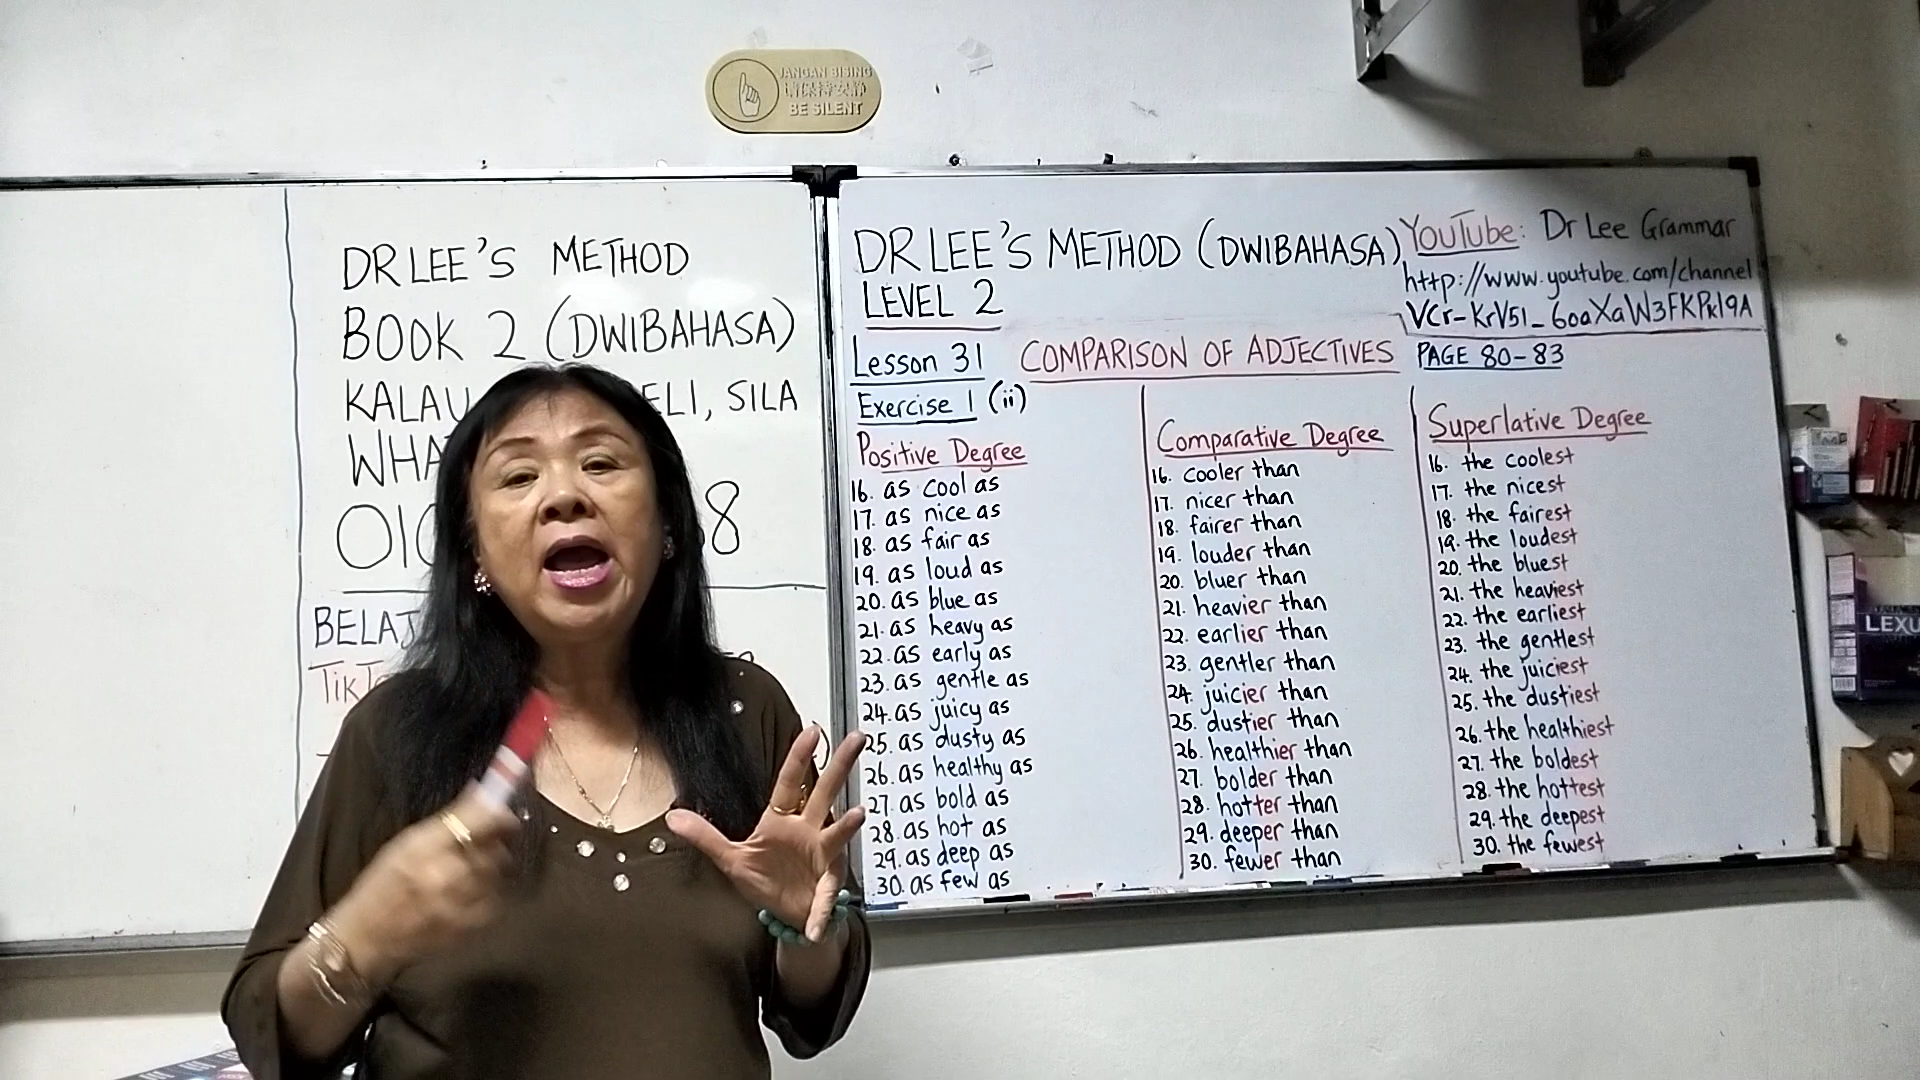 JANGAN BISING
请保持安静
BE SILENT
DR LEE'S METHOD
BOOK 2 (DWIBAHASA)
KALAU ELI, SILA
WHA
010 8
BELAJ
TikT
DR LEE'S METHOD (DWIBAHASA)
LEVEL 2
YouTube: Dr Lee Grammar
http://www.youtube.com/channel
VCr-KrV51_6oaXaW3FKPkl9A
Lesson 31 COMPARISON OF ADJECTIVES PAGE 80-83
Exercise 1 (ii)
Positive Degree
16. as cool as
17. as nice as
18. as fair as
19. as loud as
20. as blue as
21. as heavy as
22. as early as
23. as gentle as
24. as juicy as
25. as dusty as
26. as healthy as
27. as bold as
28. as hot as
29. as deep as
30. as few as
Comparative Degree
16. cooler than
17. nicer than
18. fairer than
19. louder than
20. bluer than
21. heavier than
22. earlier than
23. gentler than
24. juicier than
25. dustier than
26. healthier than
27. bolder than
28. hotter than
29. deeper than
30. fewer than
Superlative Degree
16. the coolest
17. the nicest
18. the fairest
19. the loudest
20. the bluest
21. the heaviest
22. the earliest
23. the gentlest
24. the juiciest
25. the dustiest
26. the healthiest
27. the boldest
28. the hottest
29. the deepest
30. the fewest
LEXU